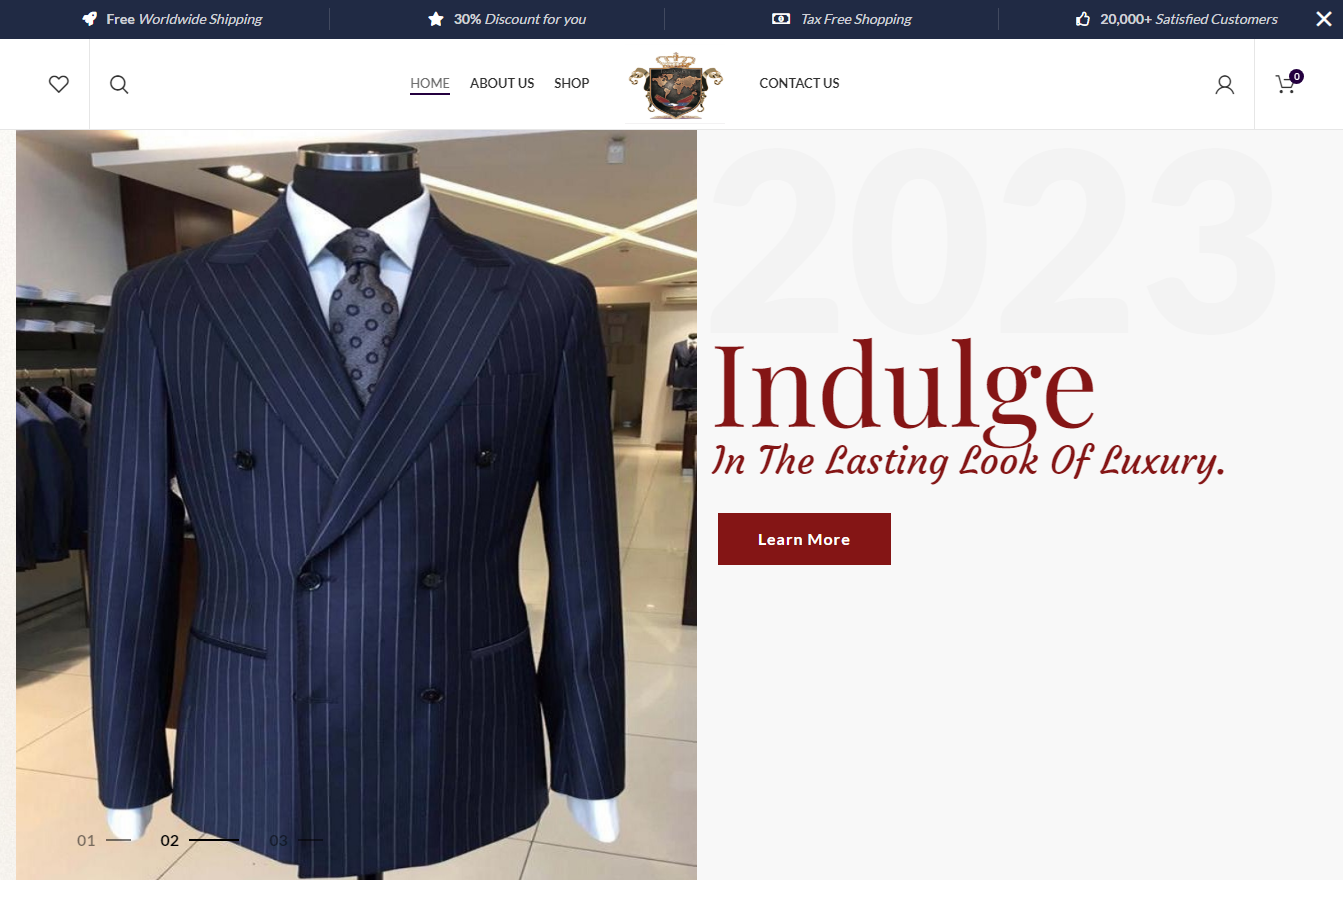 Free Worldwide Shipping
30% Discount for you
Tax Free Shopping
20,000+ Satisfied Customers
HOME ABOUT US SHOP CONTACT US
0
2023
Indulge
In The Lasting Look Of Luxury.
Learn More
01 02 03